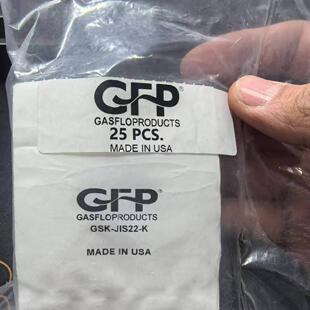 GFP
GASFLOPRODUCTS
25 PCS.
MADE IN USA
GFP
GASFLOPRODUCTS
GSK-JIS22-K
MADE IN USA